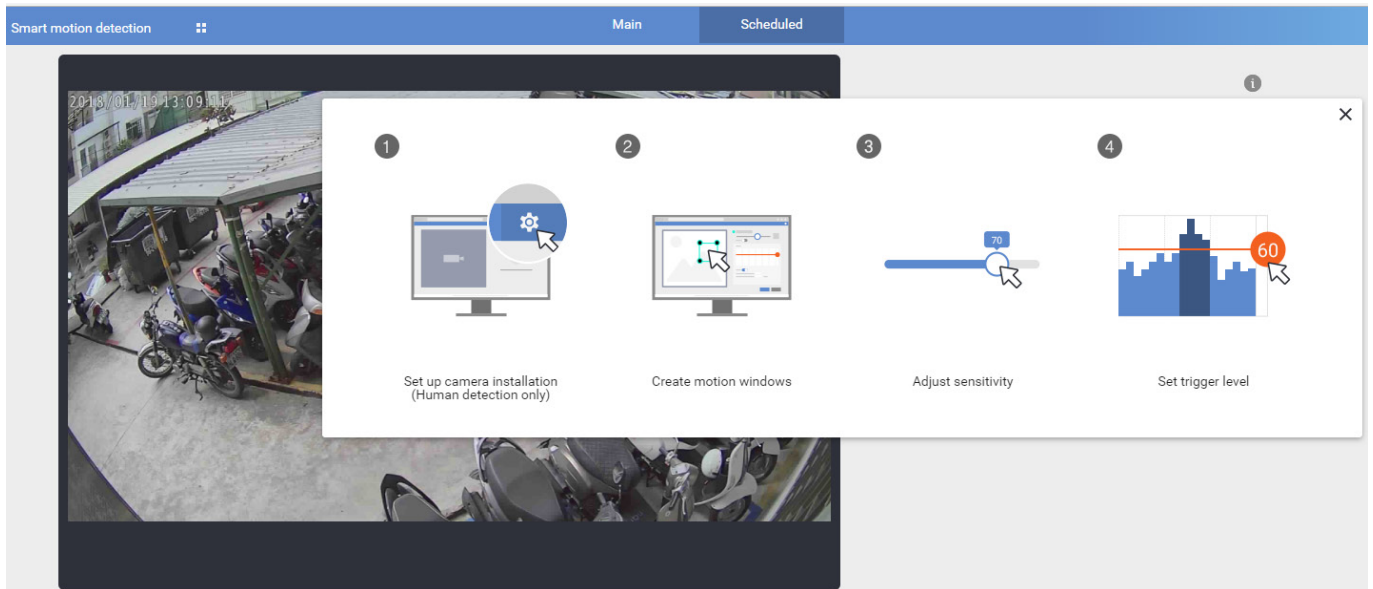 Smart motion detection
Main
Scheduled
2018/01/19 13:09:11
i
1
2
3
4
70
60
Set up camera installation
(Human detection only)
Create motion windows
Adjust sensitivity
Set trigger level